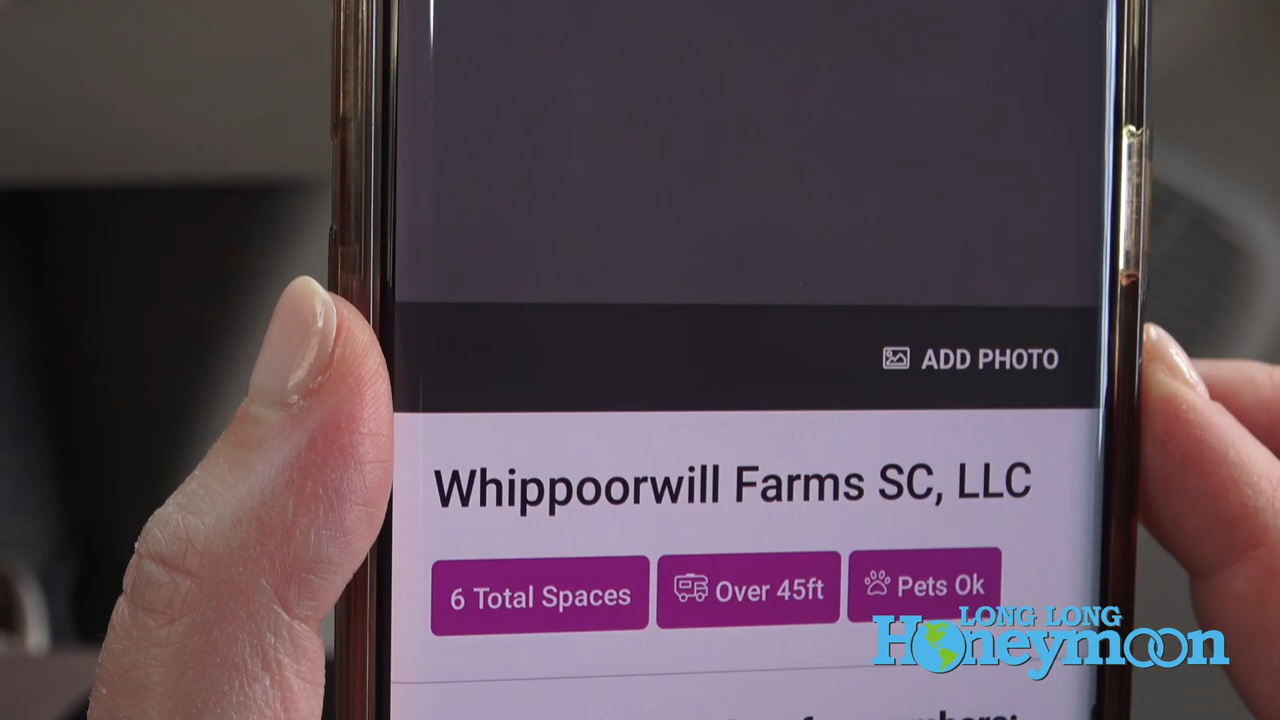 ADD PHOTO
Whippoorwill Farms SC, LLC
6 Total Spaces
Over 45ft
Pets Ok
LONG LONG
Honeymoon